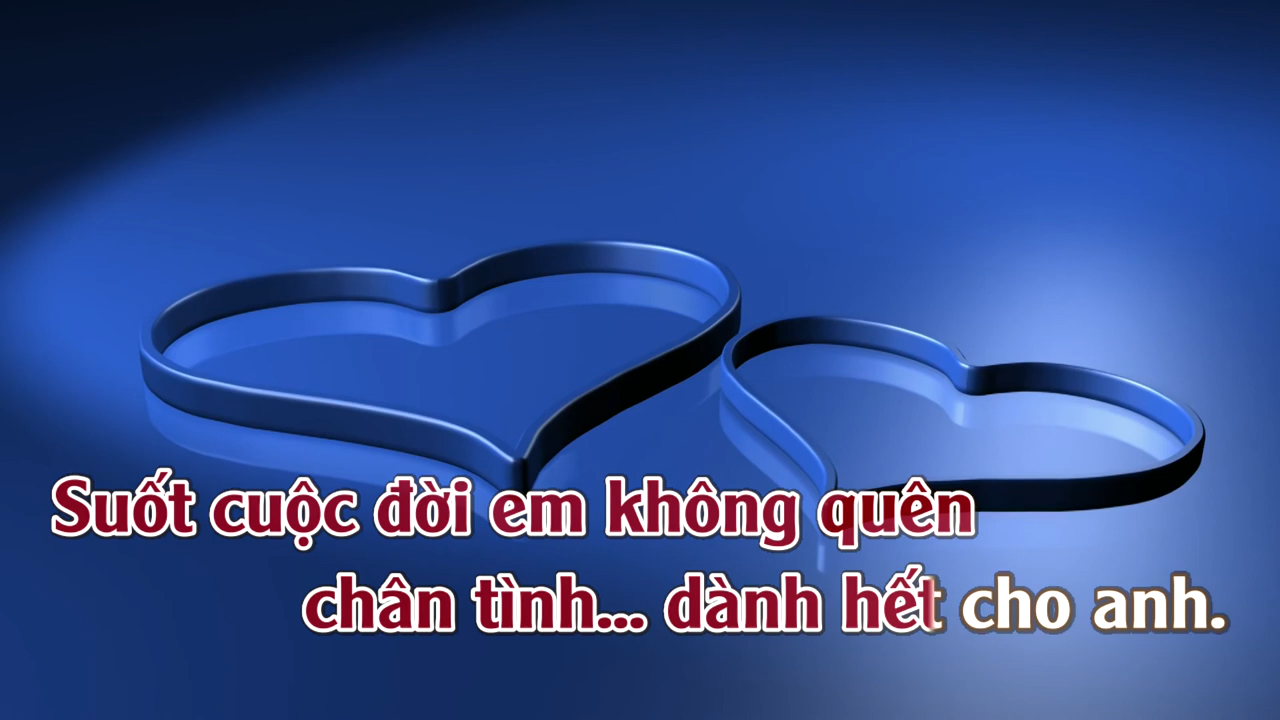 Suốt cuộc đời em không quên
chân tình... dành hết cho anh.